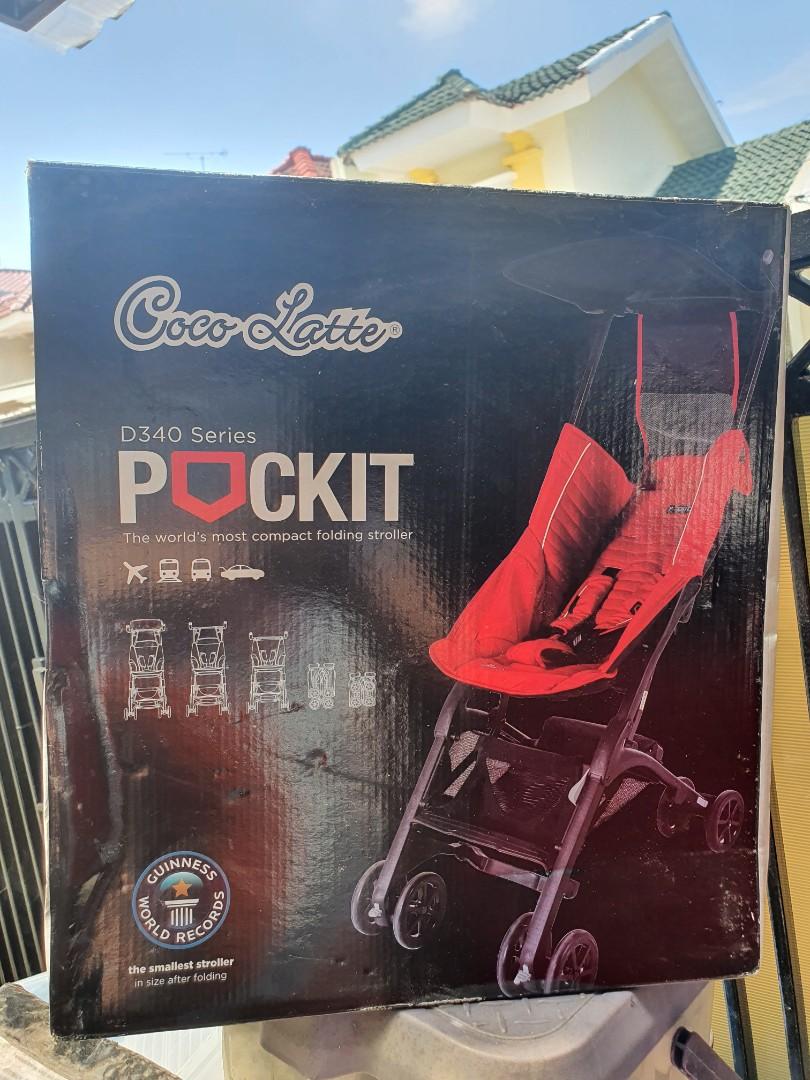 Coco Latte®
D340 Series
POCKIT
The world's most compact folding stroller
GUINNESS
WORLD RECORDS
the smallest stroller
in size after folding